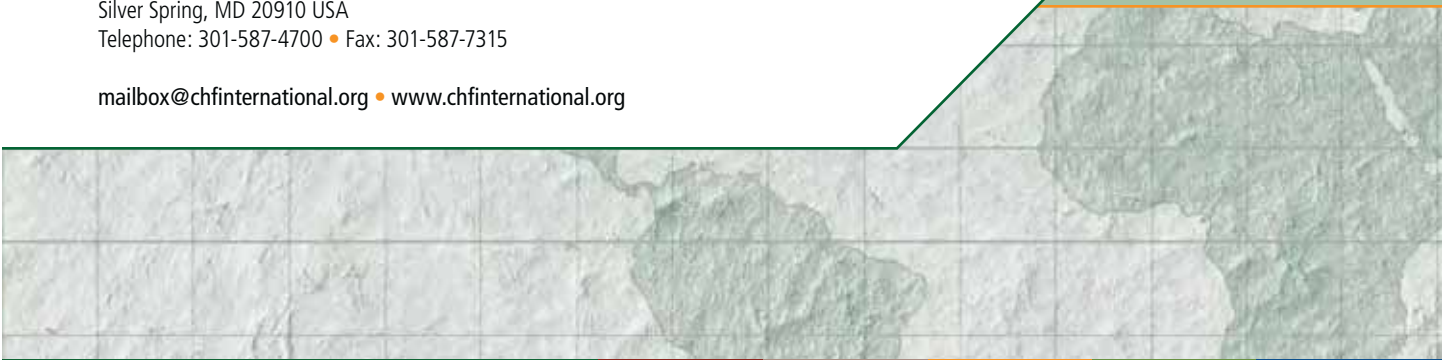 Silver Spring, MD 20910 USA
Telephone: 301-587-4700 • Fax: 301-587-7315
mailbox@chfinternational.org • www.chfinternational.org